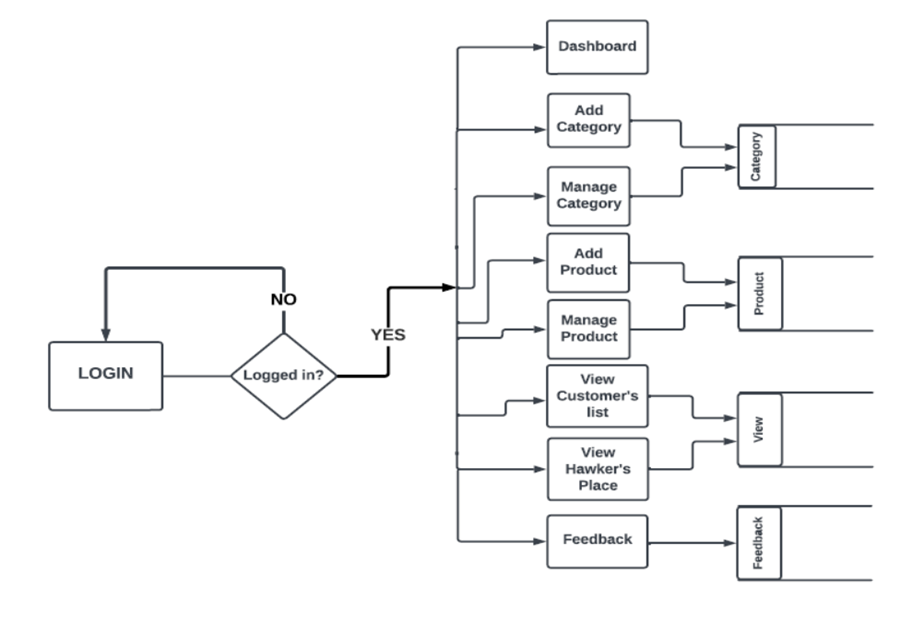 LOGIN
Logged in?
NO
YES
Dashboard
Add
Category
Manage
Category
Add
Product
Manage
Product
View
Customer's
list
View
Hawker's
Place
Feedback
Category
Product
View
Feedback